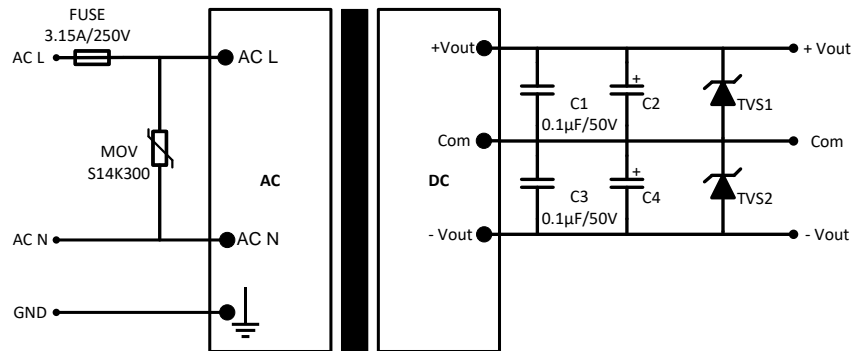 FUSE
3.15A/250V
AC L
AC L
+Vout
+ Vout
C1
0.1µF/50V
+
C2
TVS1
MOV
S14K300
AC
DC
Com
Com
C3
0.1µF/50V
+
C4
TVS2
AC N
AC N
- Vout
- Vout
GND